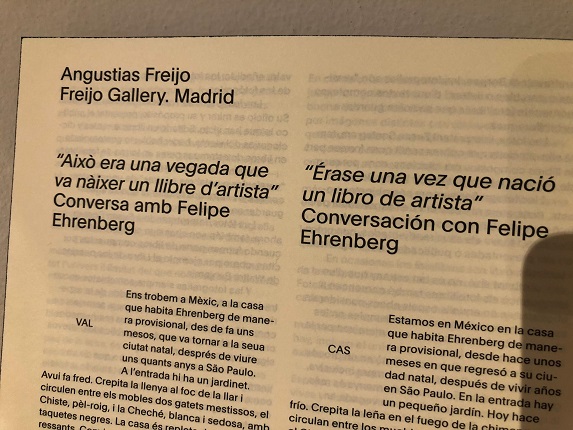 Angustias Freijo
Freijo Gallery. Madrid
“Això era una vegada que
va nàixer un llibre d’artista”
Conversa amb Felipe
Ehrenberg
VAL
Ens trobem a Mèxic, a la casa
que habita Ehrenberg de mane-
ra provisional, des de fa uns
mesos, que va tornar a la seua
ciutat natal, després de viure
uns quants anys a São Paulo.
A l’entrada hi ha un jardinet.
Avui fa fred. Crepita la llenya al foc de la llar i
circulen entre els mobles dos gatets mestissos, el
Chiste, pèl-roig, i la Cheché, blanca i sedosa, amb
taquetes negres. La casa és
“Érase una vez que nació
un libro de artista”
Conversación con Felipe
Ehrenberg
CAS
Estamos en México en la casa
que habita Ehrenberg de mane-
ra provisional, desde hace unos
meses en que regresó a su ciu-
dad natal, después de vivir años
en São Paulo. En la entrada hay
un pequeño jardín. Hoy hace
frío. Crepita la leña en el fuego de la
circulan entre los